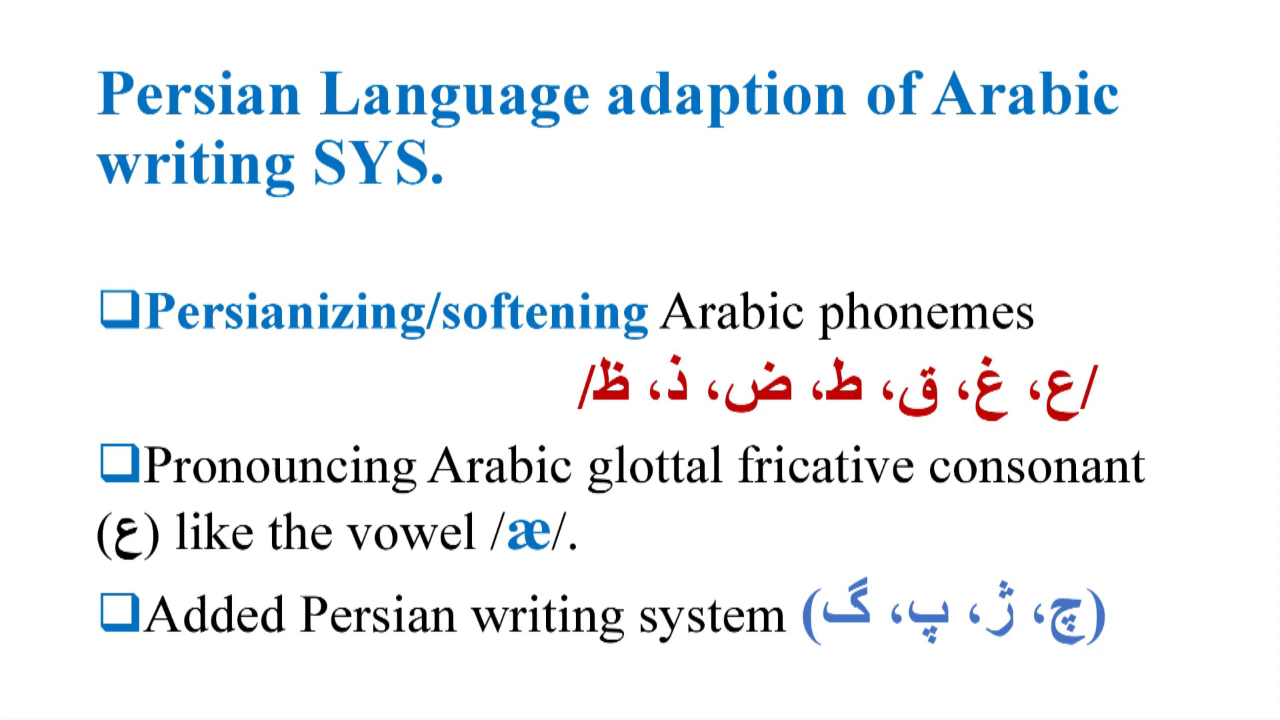 Persian Language adaption of Arabic
writing SYS.
❑Persianizing/softening Arabic phonemes
/ع، غ، ق، ط، ض، ذ، ظ/
❑Pronouncing Arabic glottal fricative consonant
(ع) like the vowel /æ/.
❑Added Persian writing system (چ، ژ، پ، گ)